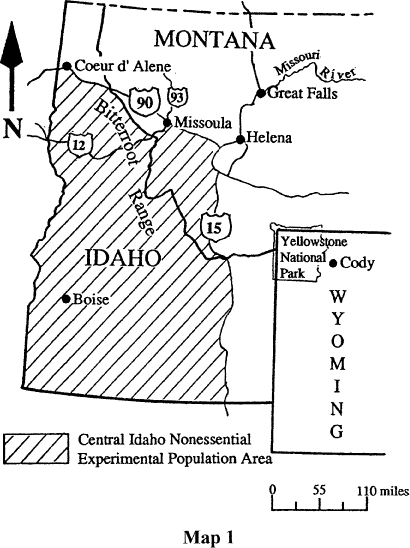 MONTANA
Coeur d' Alene
Missouri
River
93
90
Great Falls
Missoula
Bitterroot
N
12
Helena
Range
15
Yellowstone
National
Park
Cody
IDAHO
Boise
WYOMING
Central Idaho Nonessential
Experimental Population Area
0 55 110 miles
Map 1